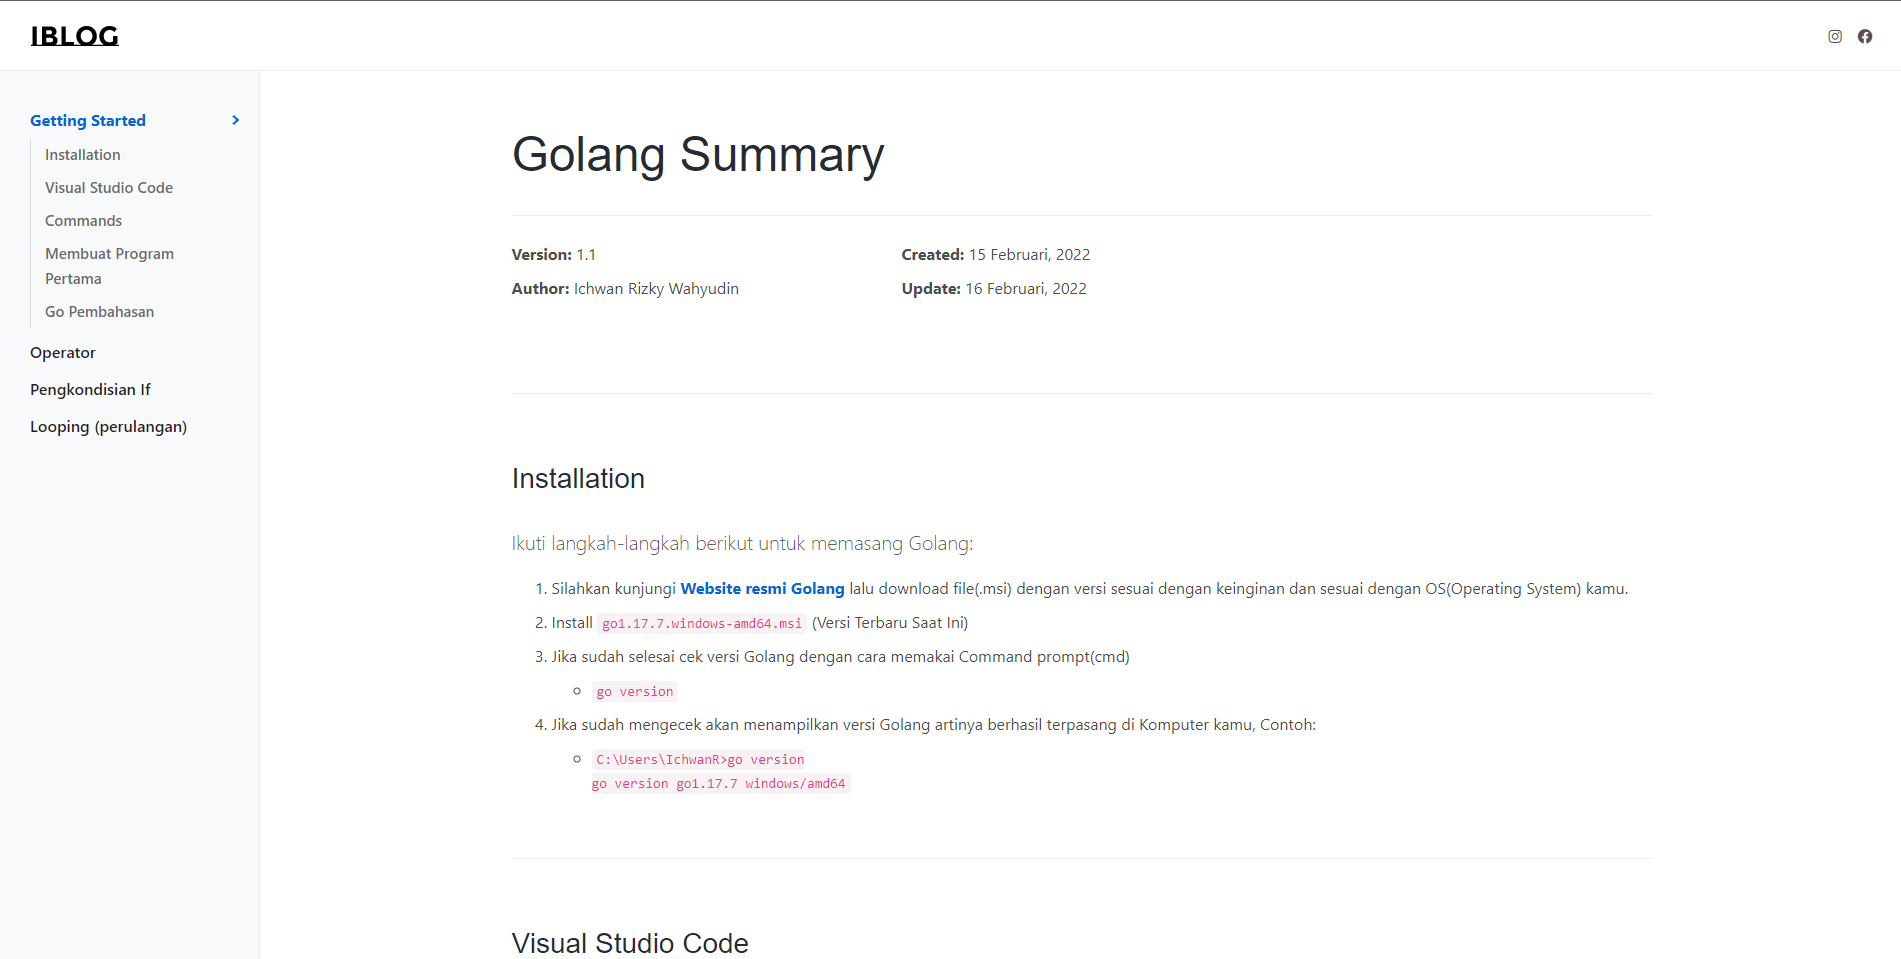 IBLOG
Getting Started
Installation
Visual Studio Code
Commands
Membuat Program
Pertama
Go Pembahasan
Operator
Pengkondisian If
Looping (perulangan)
Golang Summary
Version: 1.1
Created: 15 Februari, 2022
Author: Ichwan Rizky Wahyudin
Update: 16 Februari, 2022
Installation
Ikuti langkah-langkah berikut untuk memasang Golang:
1. Silahkan kunjungi Website resmi Golang lalu download file(.msi) dengan versi sesuai dengan keinginan dan sesuai dengan OS(Operating System) kamu.
2. Install go1.17.7.windows-amd64.msi (Versi Terbaru Saat Ini)
3. Jika sudah selesai cek versi Golang dengan cara memakai Command prompt(cmd)
go version
4. Jika sudah mengecek akan menampilkan versi Golang artinya berhasil terpasang di Komputer kamu, Contoh:
C:\Users\IchwanR>go version
go version go1.17.7 windows/amd64
Visual Studio Code